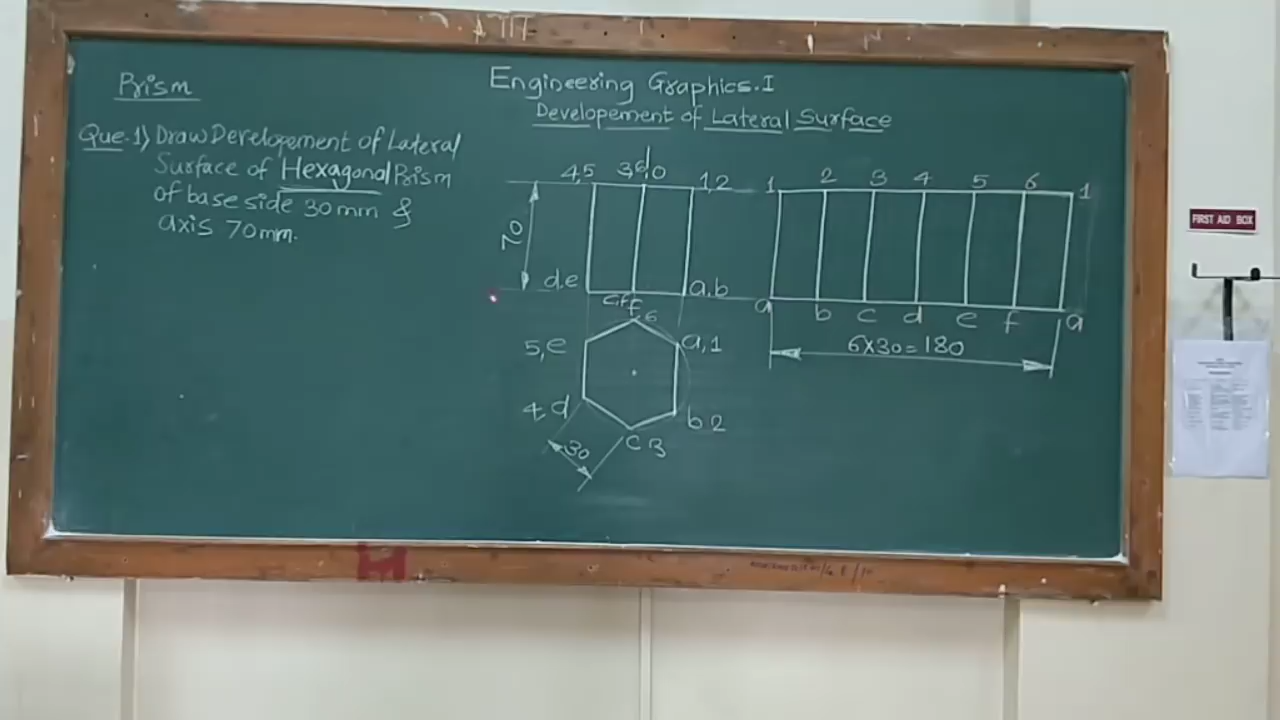 Prism
Engineering Graphics.I
Developement of Lateral Surface
Que.1) Draw Developement of Lateral
Surface of Hexagonal Prism
of base side 30mm &
axis 70mm.
4,5 3,6,0 1,2
70
d.e c,f a.b
5,e 6 a,1
4,d b 2
c 3
30
1 2 3 4 5 6 1
a b c d e f a
6X30=180
FIRST AID BOX